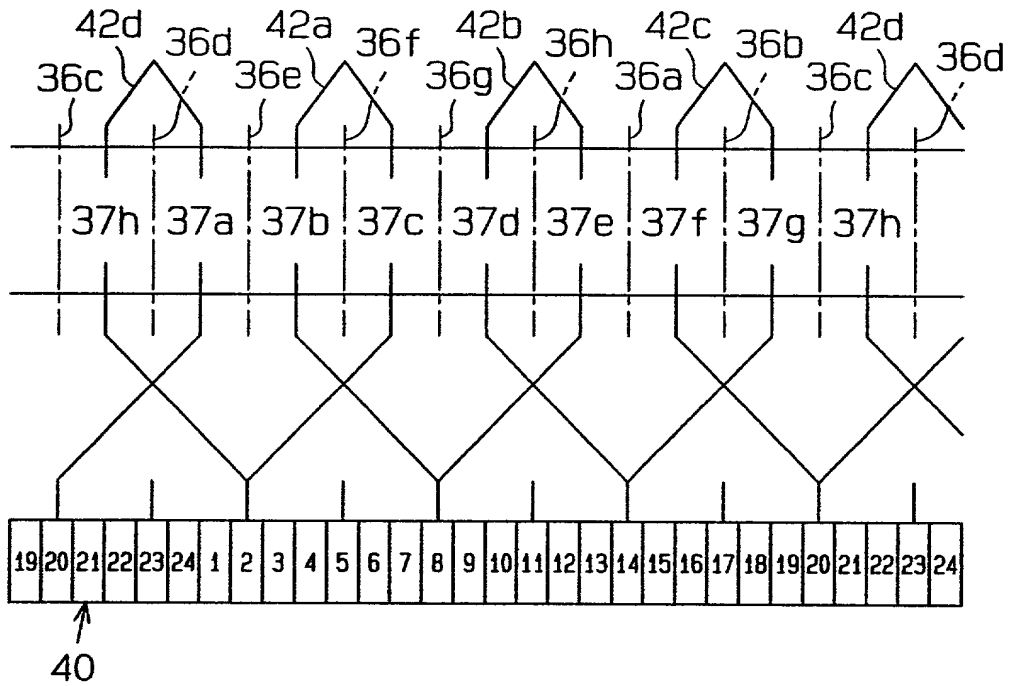 42d 42a 42b 42c 42d
36c 36d 36e 36f 36g 36h 36a 36b 36c 36d
37h 37a 37b 37c 37d 37e 37f 37g 37h
19 20 21 22 23 24 1 2 3 4 5 6 7 8 9 10 11 12 13 14 15 16 17 18 19 20 21 22 23 24
40